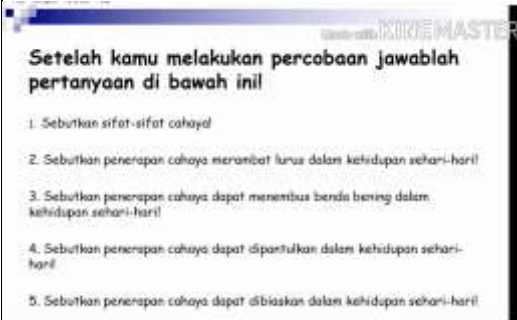 Made with KINEMASTER
Setelah kamu melakukan percobaan jawablah
pertanyaan di bawah ini!
1. Sebutkan sifat-sifat cahaya!
2. Sebutkan penerapan cahaya merambat lurus dalam kehidupan sehari-hari!
3. Sebutkan penerapan cahaya dapat menembus benda bening dalam
kehidupan sehari-hari!
4. Sebutkan penerapan cahaya dapat dipantulkan dalam kehidupan sehari-
hari!
5. Sebutkan penerapan cahaya dapat dibiaskan dalam kehidupan sehari-hari!